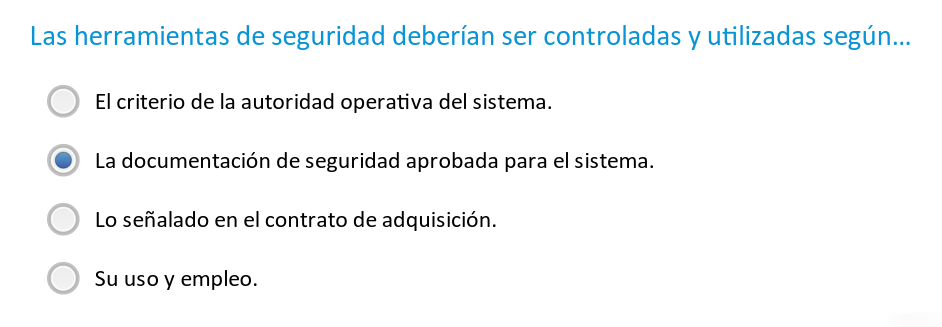 Las herramientas de seguridad deberían ser controladas y utilizadas según...
El criterio de la autoridad operativa del sistema.
La documentación de seguridad aprobada para el sistema.
Lo señalado en el contrato de adquisición.
Su uso y empleo.